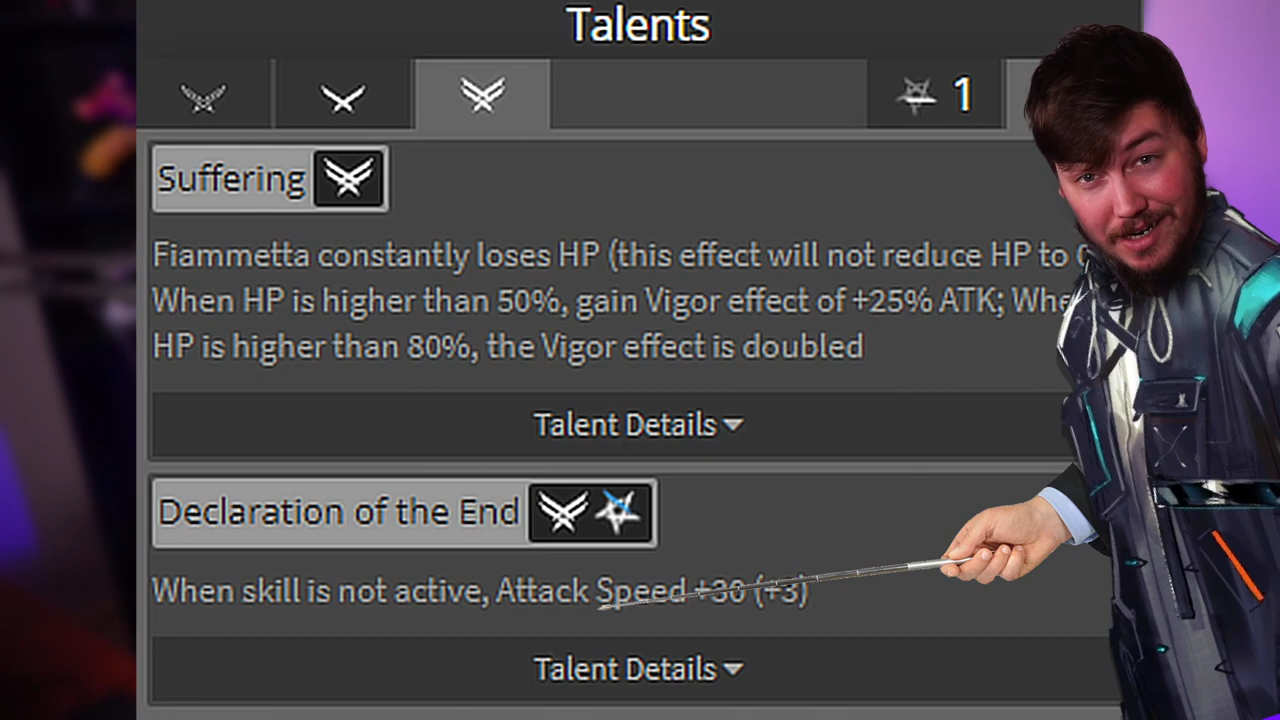 Talents
1
Suffering
Fiammetta constantly loses HP (this effect will not reduce HP to
When HP is higher than 50%, gain Vigor effect of +25% ATK;
HP is higher than 80%, the Vigor effect is doubled
Talent Details
Declaration of the End
When skill is not active, Attack Speed +30 (+3)
Talent Details